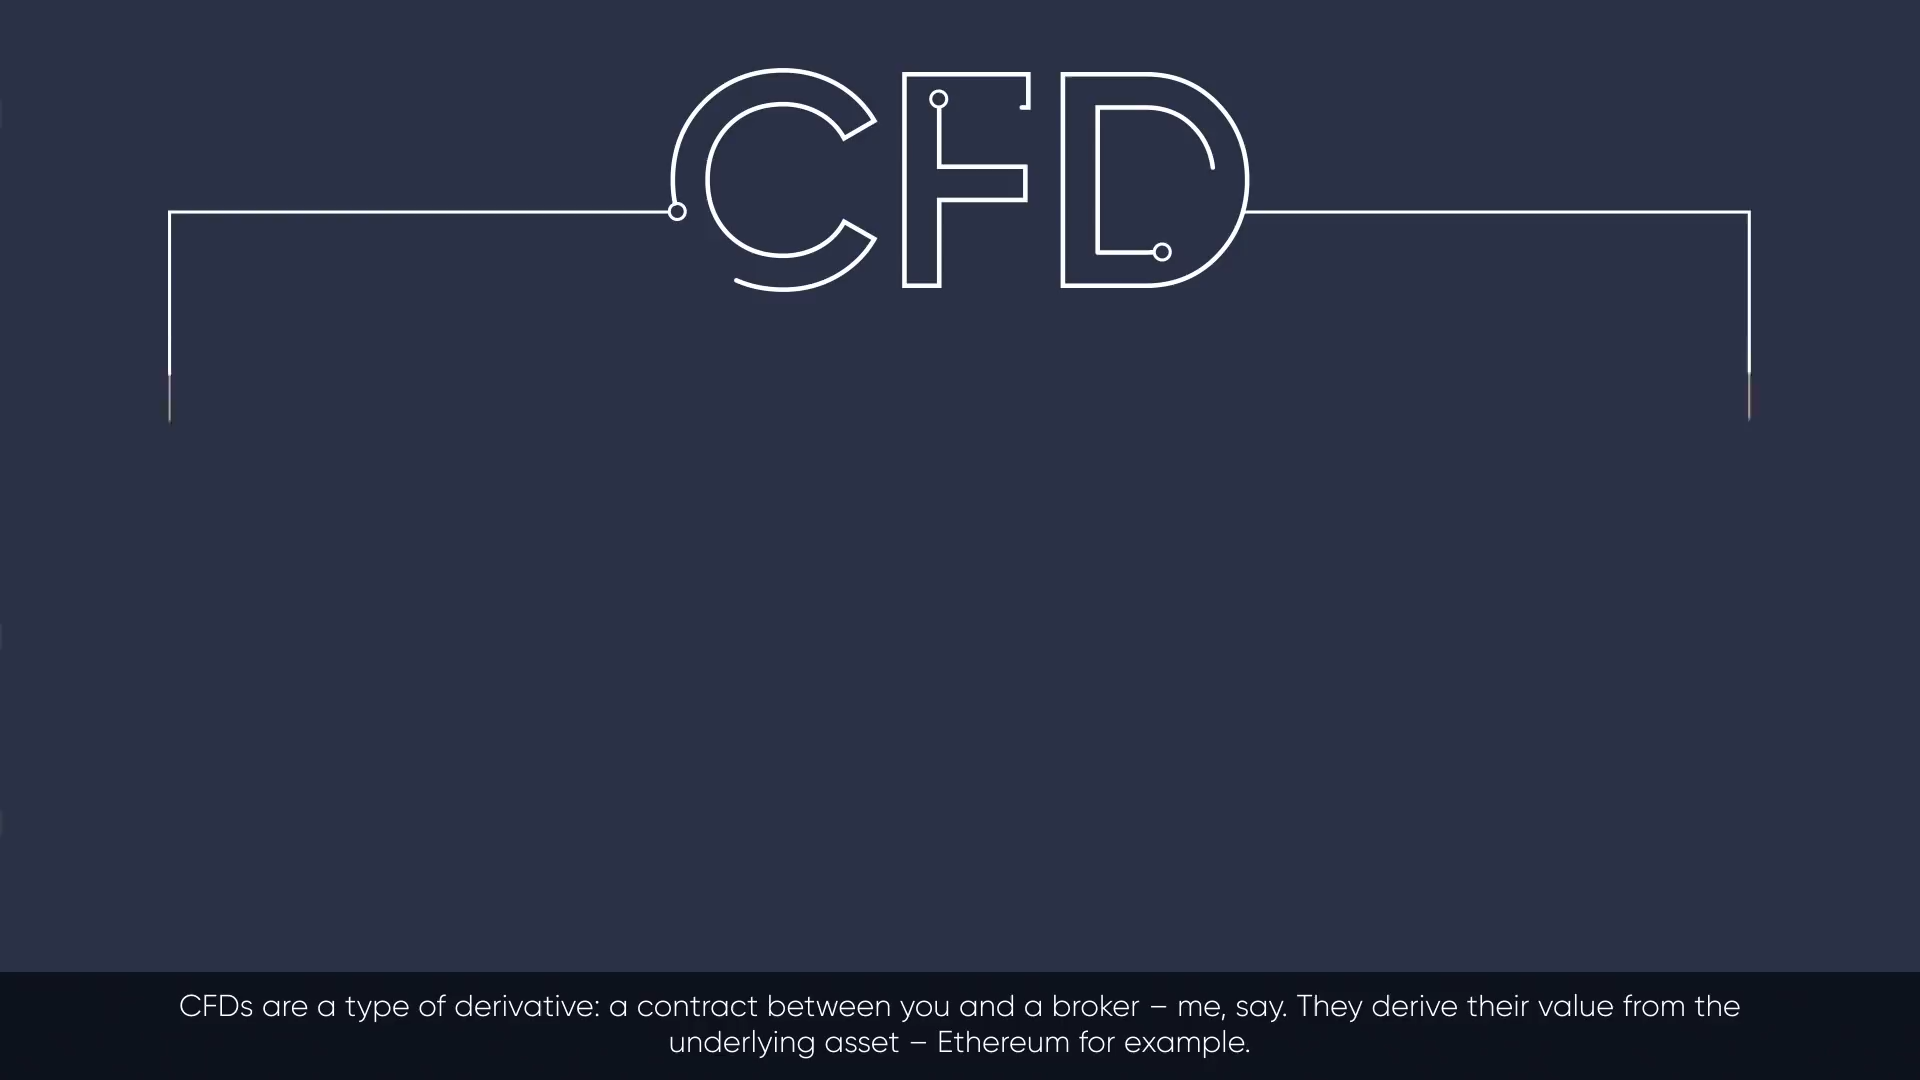 CFD
CFDs are a type of derivative: a contract between you and a broker – me, say. They derive their value from the
underlying asset – Ethereum for example.